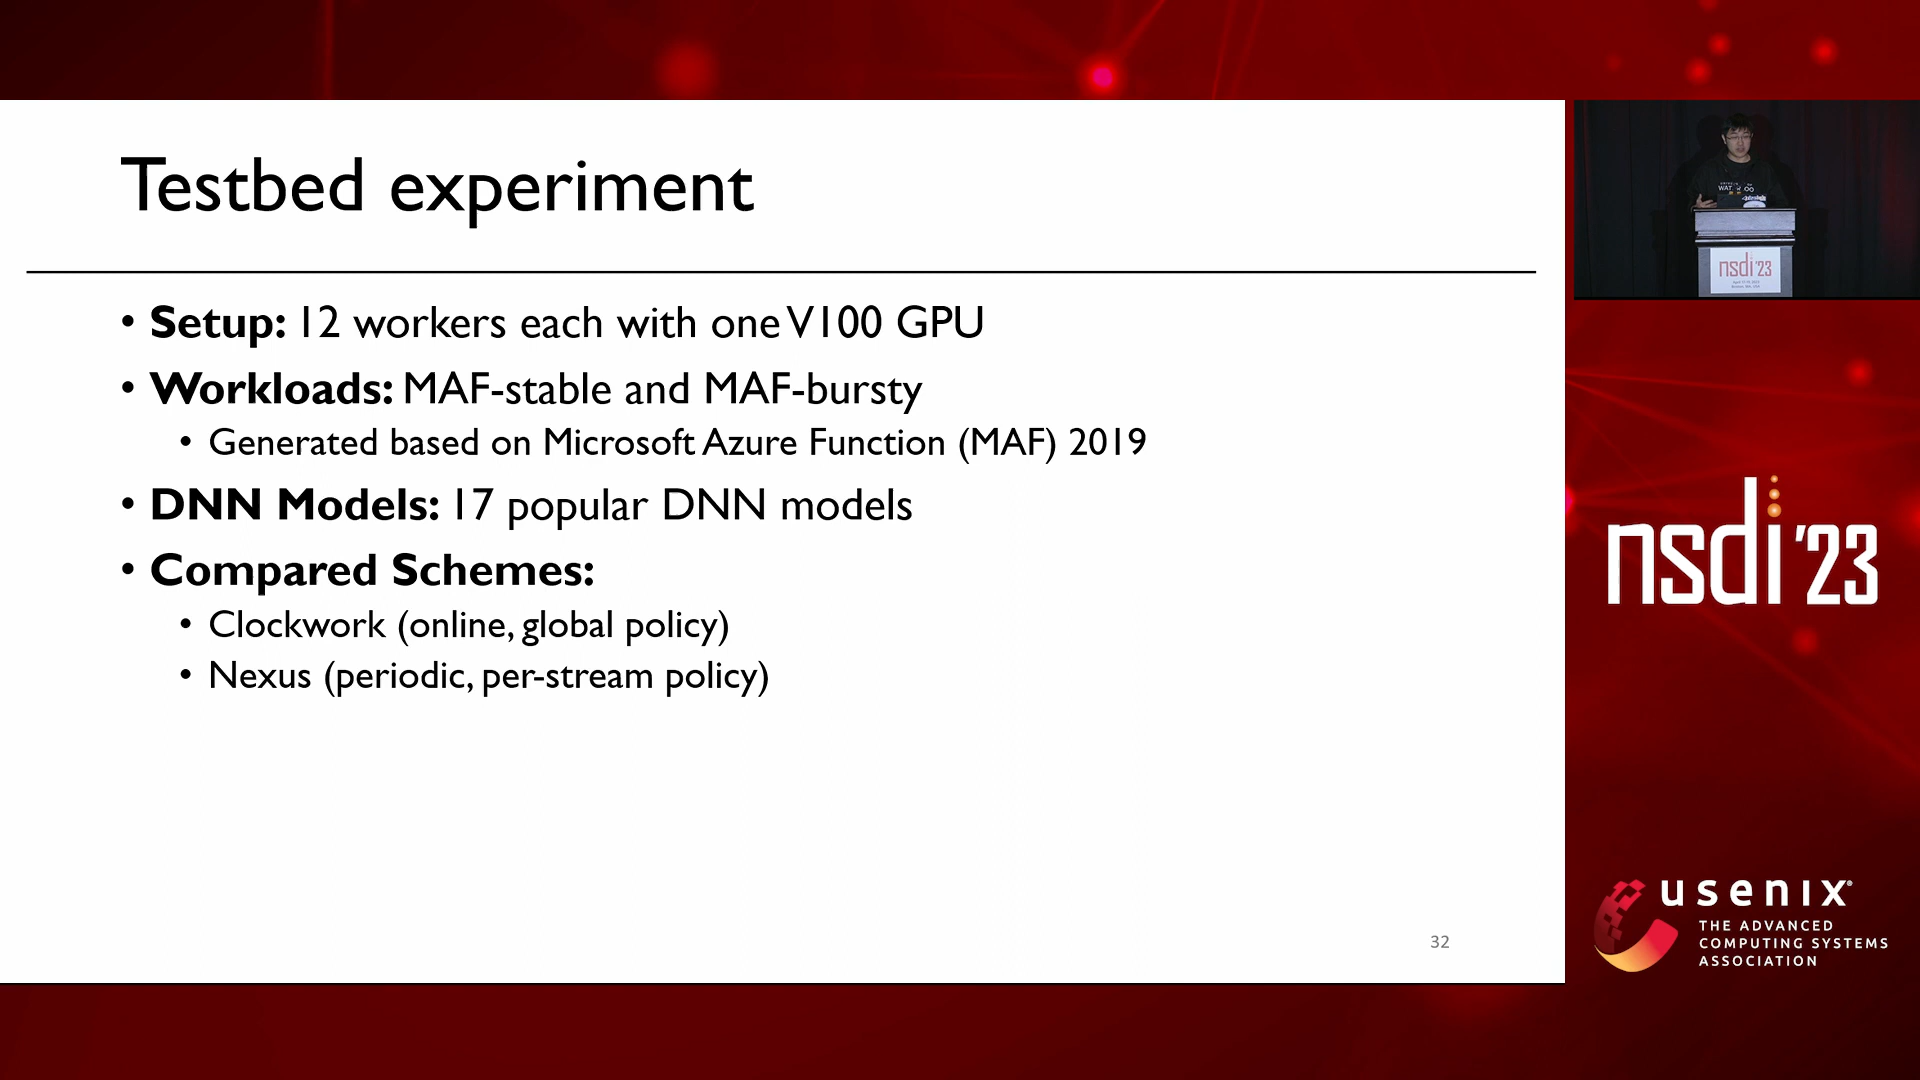 Testbed experiment
• Setup: 12 workers each with one V100 GPU
• Workloads: MAF-stable and MAF-bursty
• Generated based on Microsoft Azure Function (MAF) 2019
• DNN Models: 17 popular DNN models
• Compared Schemes:
• Clockwork (online, global policy)
• Nexus (periodic, per-stream policy)
32
nsdi'23
nsdi'23
usenix®
THE ADVANCED
COMPUTING SYSTEMS
ASSOCIATION